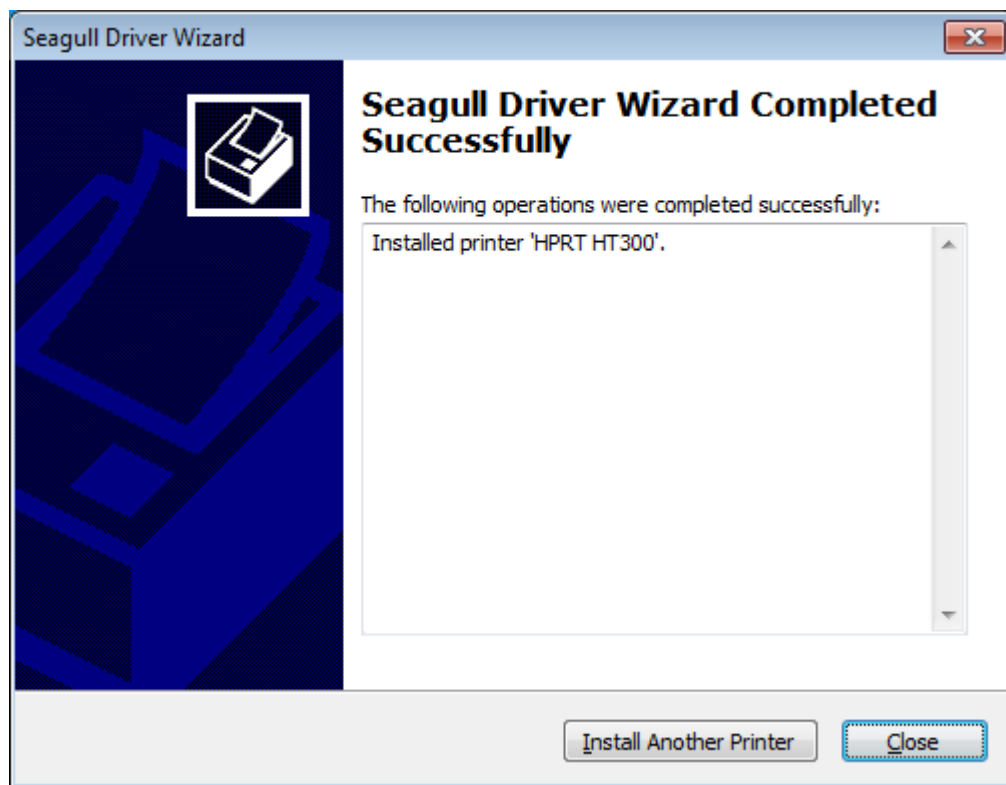 Seagull Driver Wizard
Seagull Driver Wizard Completed
Successfully
The following operations were completed successfully:
Installed printer 'HPRT HT300'.
Install Another Printer
Close